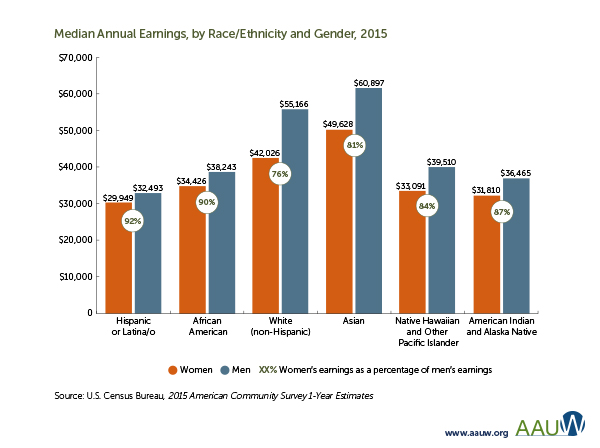 Median Annual Earnings, by Race/Ethnicity and Gender, 2015
$70,000
$60,000
$50,000
$40,000
$30,000
$20,000
$10,000
0
$29,949
$32,493
92%
$34,426
$38,243
90%
$42,026
$55,166
76%
$49,628
$60,897
81%
$33,091
$39,510
84%
$31,810
$36,465
87%
Hispanic
or Latina/o
African
American
White
(non-Hispanic)
Asian
Native Hawaiian
and Other
Pacific Islander
American Indian
and Alaska Native
Women
Men
XX% Women's earnings as a percentage of men's earnings
Source: U.S. Census Bureau, 2015 American Community Survey 1-Year Estimates
www.aauw.org
AAUW